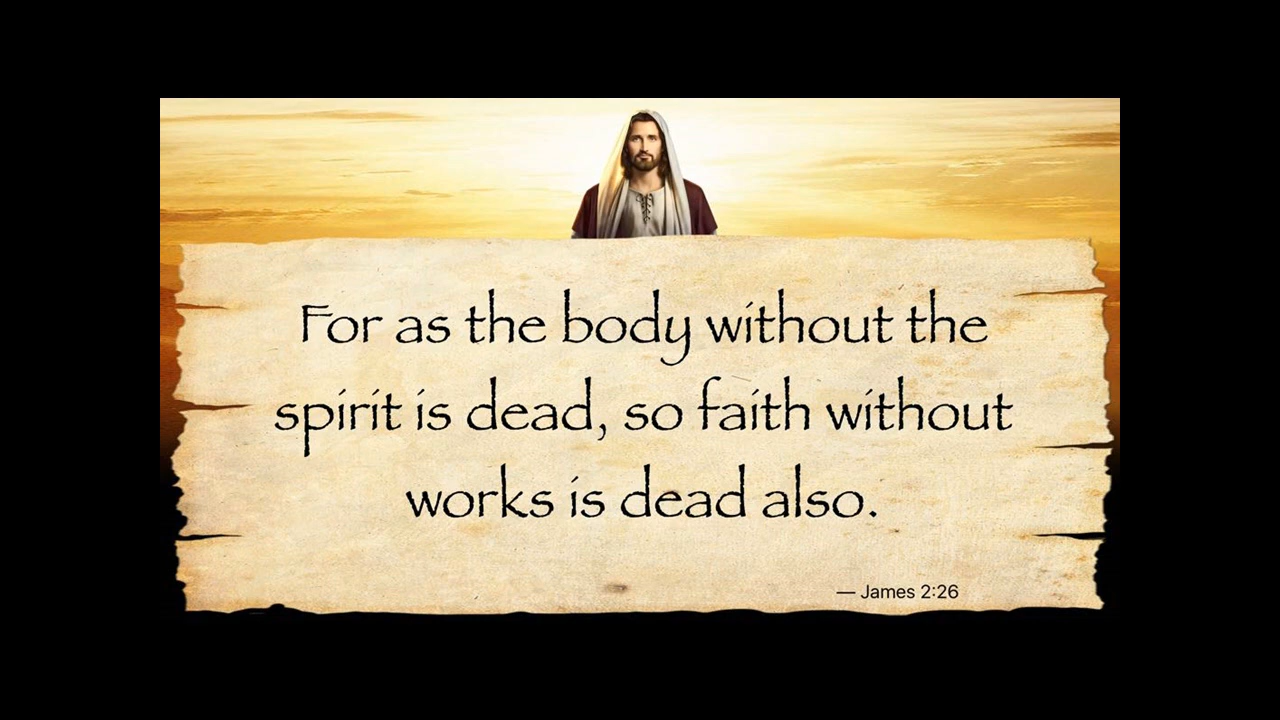 For as the body without the
spirit is dead, so faith without
works is dead also.
— James 2:26